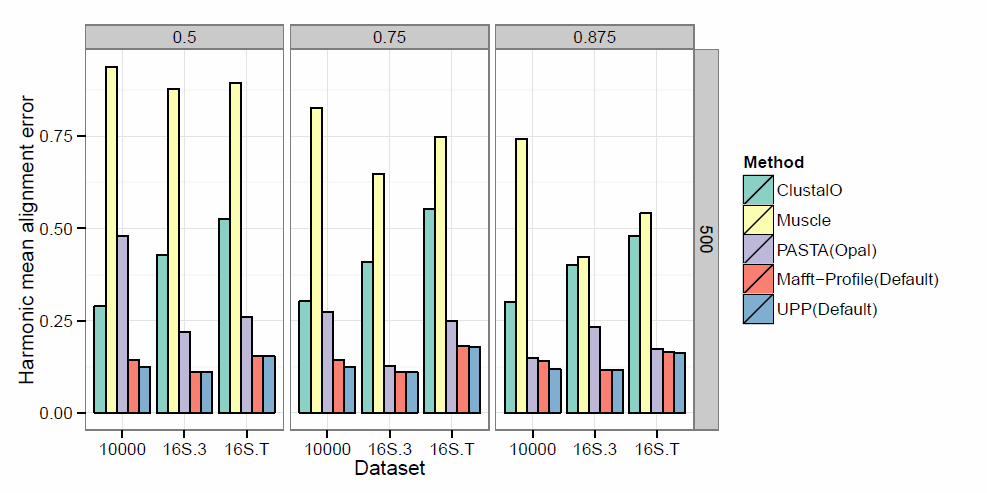 0.5 0.75 0.875
Harmonic mean alignment error
0.75
0.50
0.25
0.00
500
10000 16S.3 16S.T 10000 16S.3 16S.T 10000 16S.3 16S.T
Dataset
Method
ClustalO
Muscle
PASTA(Opal)
Mafft−Profile(Default)
UPP(Default)